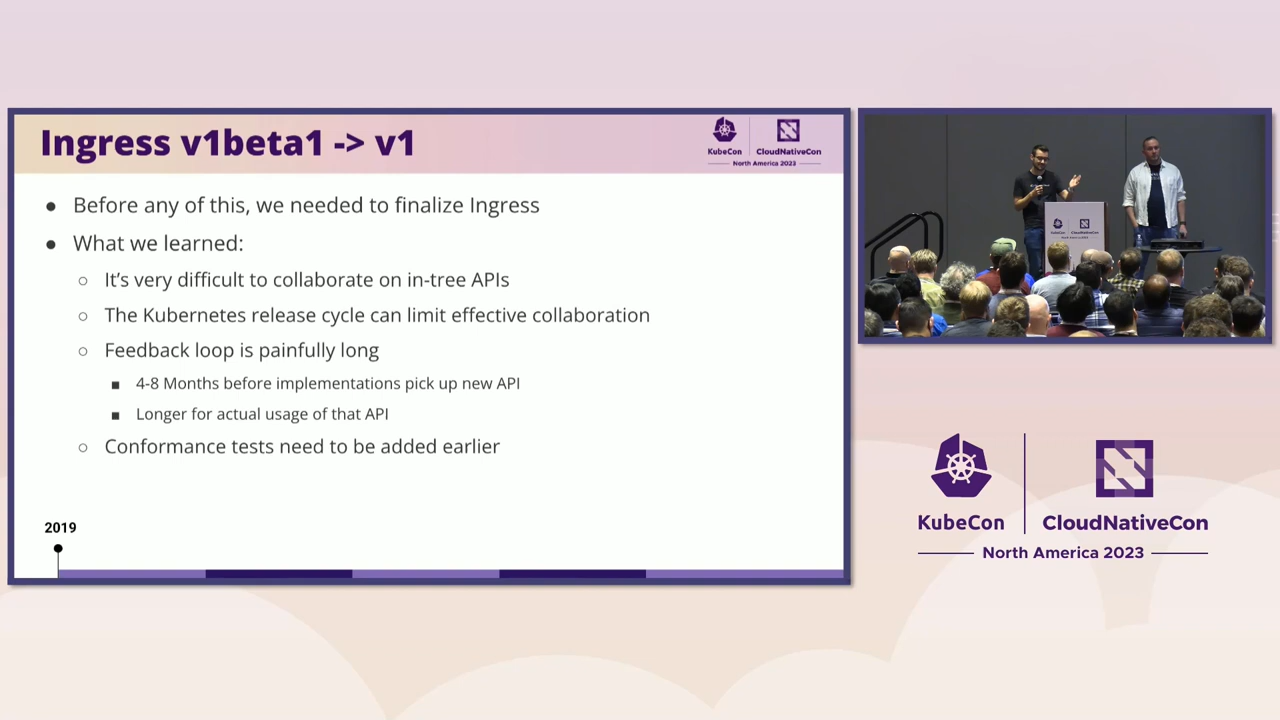 Ingress v1beta1 -> v1
KubeCon
CloudNativeCon
North America 2023
● Before any of this, we needed to finalize Ingress
● What we learned:
○ It’s very difficult to collaborate on in-tree APIs
○ The Kubernetes release cycle can limit effective collaboration
○ Feedback loop is painfully long
■ 4-8 Months before implementations pick up new API
■ Longer for actual usage of that API
○ Conformance tests need to be added earlier
2019
KubeCon
CloudNativeCon
North America 2023